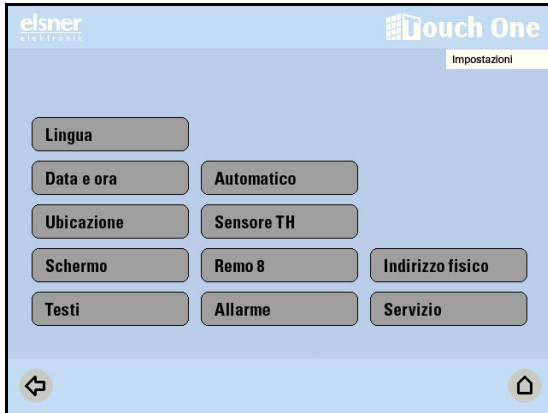 elsner
elektronik
Touch One
Impostazioni
Lingua
Data e ora
Automatico
Ubicazione
Sensore TH
Schermo
Remo 8
Indirizzo fisico
Testi
Allarme
Servizio